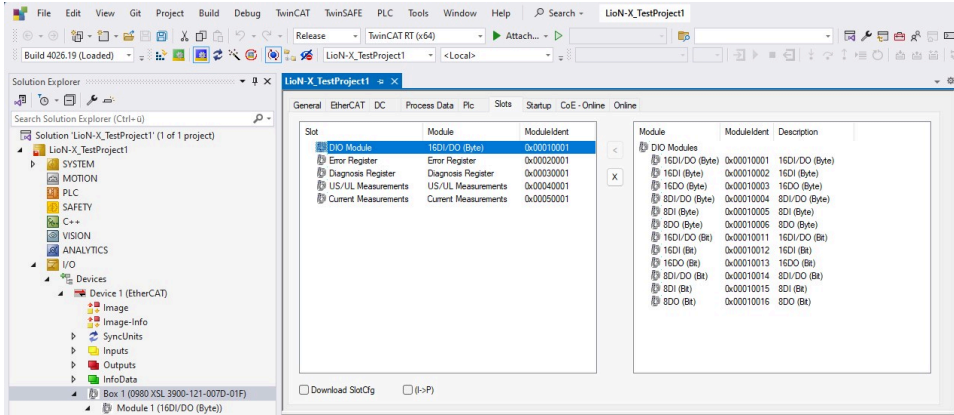 File Edit View Git Project Build Debug TwinCAT TwinSAFE PLC Tools Window Help Search LioN-X_TestProject1
Release TwinCAT RT (x64) Attach...
Build 4026.19 (Loaded) LioN-X_TestProject1 <Local>
Solution Explorer
Search Solution Explorer (Ctrl+ü)
Solution 'LioN-X_TestProject1' (1 of 1 project)
LioN-X_TestProject1
SYSTEM
MOTION
PLC
SAFETY
C++
VISION
ANALYTICS
I/O
Devices
Device 1 (EtherCAT)
Image
Image-Info
SyncUnits
Inputs
Outputs
InfoData
Box 1 (0980 XSL 3900-121-007D-01F)
Module 1 (16DI/DO (Byte))
LioN-X_TestProject1
General EtherCAT DC Process Data Plc Slots Startup CoE - Online Online
Slot Module ModuleIdent
DIO Module 16DI/DO (Byte) 0x00010001
Error Register Error Register 0x00020001
Diagnosis Register Diagnosis Register 0x00030001
US/UL Measurements US/UL Measurements 0x00040001
Current Measurements Current Measurements 0x00050001
<
X
Module ModuleIdent Description
DIO Modules
16DI/DO (Byte) 0x00010001 16DI/DO (Byte)
16DI (Byte) 0x00010002 16DI (Byte)
16DO (Byte) 0x00010003 16DO (Byte)
8DI/DO (Byte) 0x00010004 8DI/DO (Byte)
8DI (Byte) 0x00010005 8DI (Byte)
8DO (Byte) 0x00010006 8DO (Byte)
16DI/DO (Bit) 0x00010011 16DI/DO (Bit)
16DI (Bit) 0x00010012 16DI (Bit)
16DO (Bit) 0x00010013 16DO (Bit)
8DI/DO (Bit) 0x00010014 8DI/DO (Bit)
8DI (Bit) 0x00010015 8DI (Bit)
8DO (Bit) 0x00010016 8DO (Bit)
Download SlotCfg (I->P)